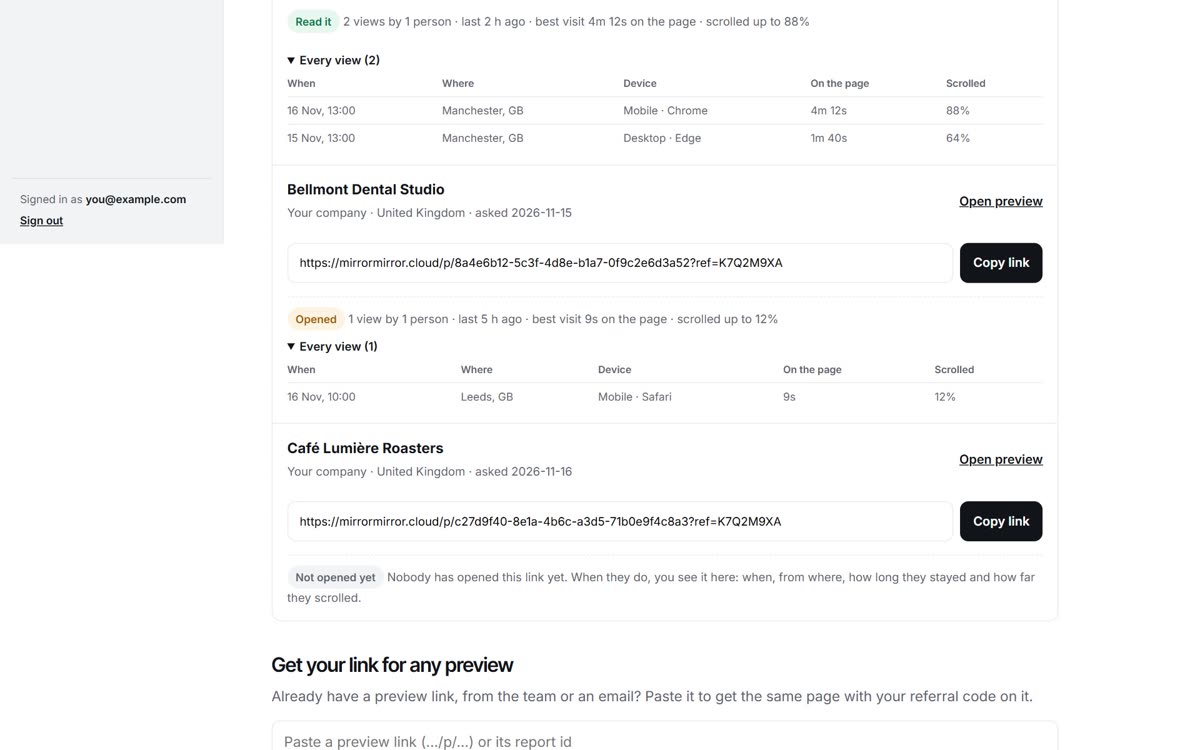 Read it 2 views by 1 person · last 2 h ago · best visit 4m 12s on the page · scrolled up to 88%
▼ Every view (2)
When Where Device On the page Scrolled
16 Nov, 13:00 Manchester, GB Mobile · Chrome 4m 12s 88%
15 Nov, 13:00 Manchester, GB Desktop · Edge 1m 40s 64%
Signed in as you@example.com
Sign out
Bellmont Dental Studio
Your company · United Kingdom · asked 2026-11-15
Open preview
https://mirrormirror.cloud/p/8a4e6b12-5c3f-4d8e-b1a7-0f9c2e6d3a52?ref=K7Q2M9XA Copy link
Opened 1 view by 1 person · last 5 h ago · best visit 9s on the page · scrolled up to 12%
▼ Every view (1)
When Where Device On the page Scrolled
16 Nov, 10:00 Leeds, GB Mobile · Safari 9s 12%
Café Lumière Roasters
Your company · United Kingdom · asked 2026-11-16
Open preview
https://mirrormirror.cloud/p/c27d9f40-8e1a-4b6c-a3d5-71b0e9f4c8a3?ref=K7Q2M9XA Copy link
Not opened yet Nobody has opened this link yet. When they do, you see it here: when, from where, how long they stayed and how far
they scrolled.
Get your link for any preview
Already have a preview link, from the team or an email? Paste it to get the same page with your referral code on it.
Paste a preview link (.../p/...) or its report id